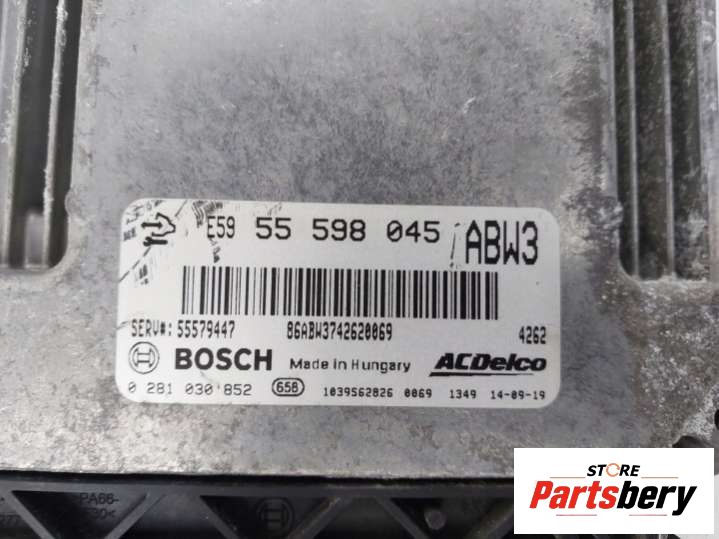 E59 55 598 045 ABW3
SERV#: 55579447 86ABW3742620069 4262
BOSCH Made in Hungary ACDelco
0 281 030 852 658 1039S62826 0069 1349 14-09-19
PA66-
STORE
Partsbery